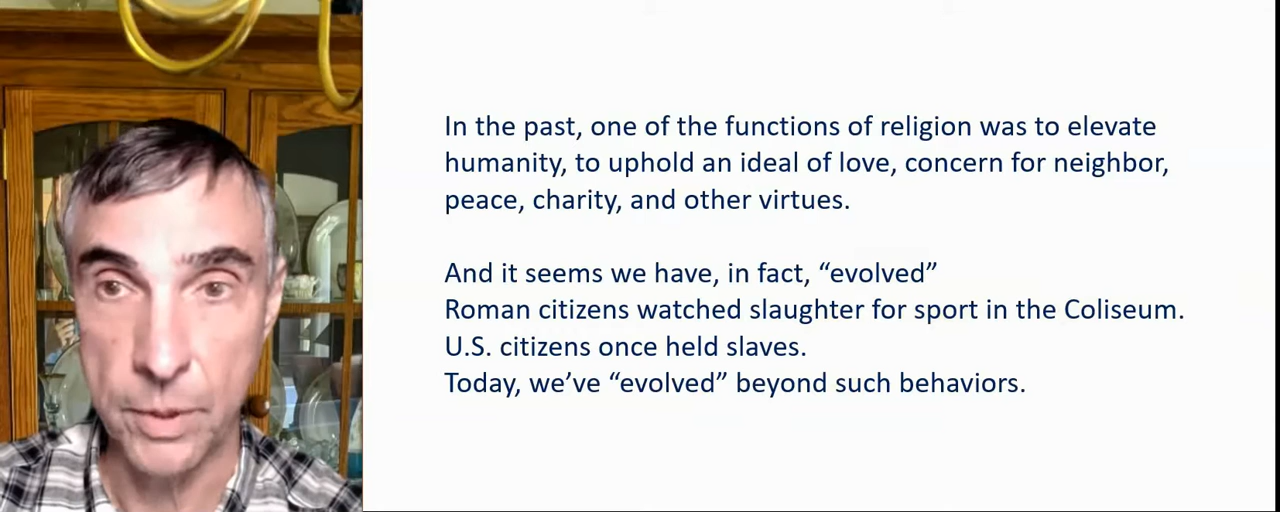 In the past, one of the functions of religion was to elevate
humanity, to uphold an ideal of love, concern for neighbor,
peace, charity, and other virtues.
And it seems we have, in fact, “evolved”
Roman citizens watched slaughter for sport in the Coliseum.
U.S. citizens once held slaves.
Today, we’ve “evolved” beyond such behaviors.